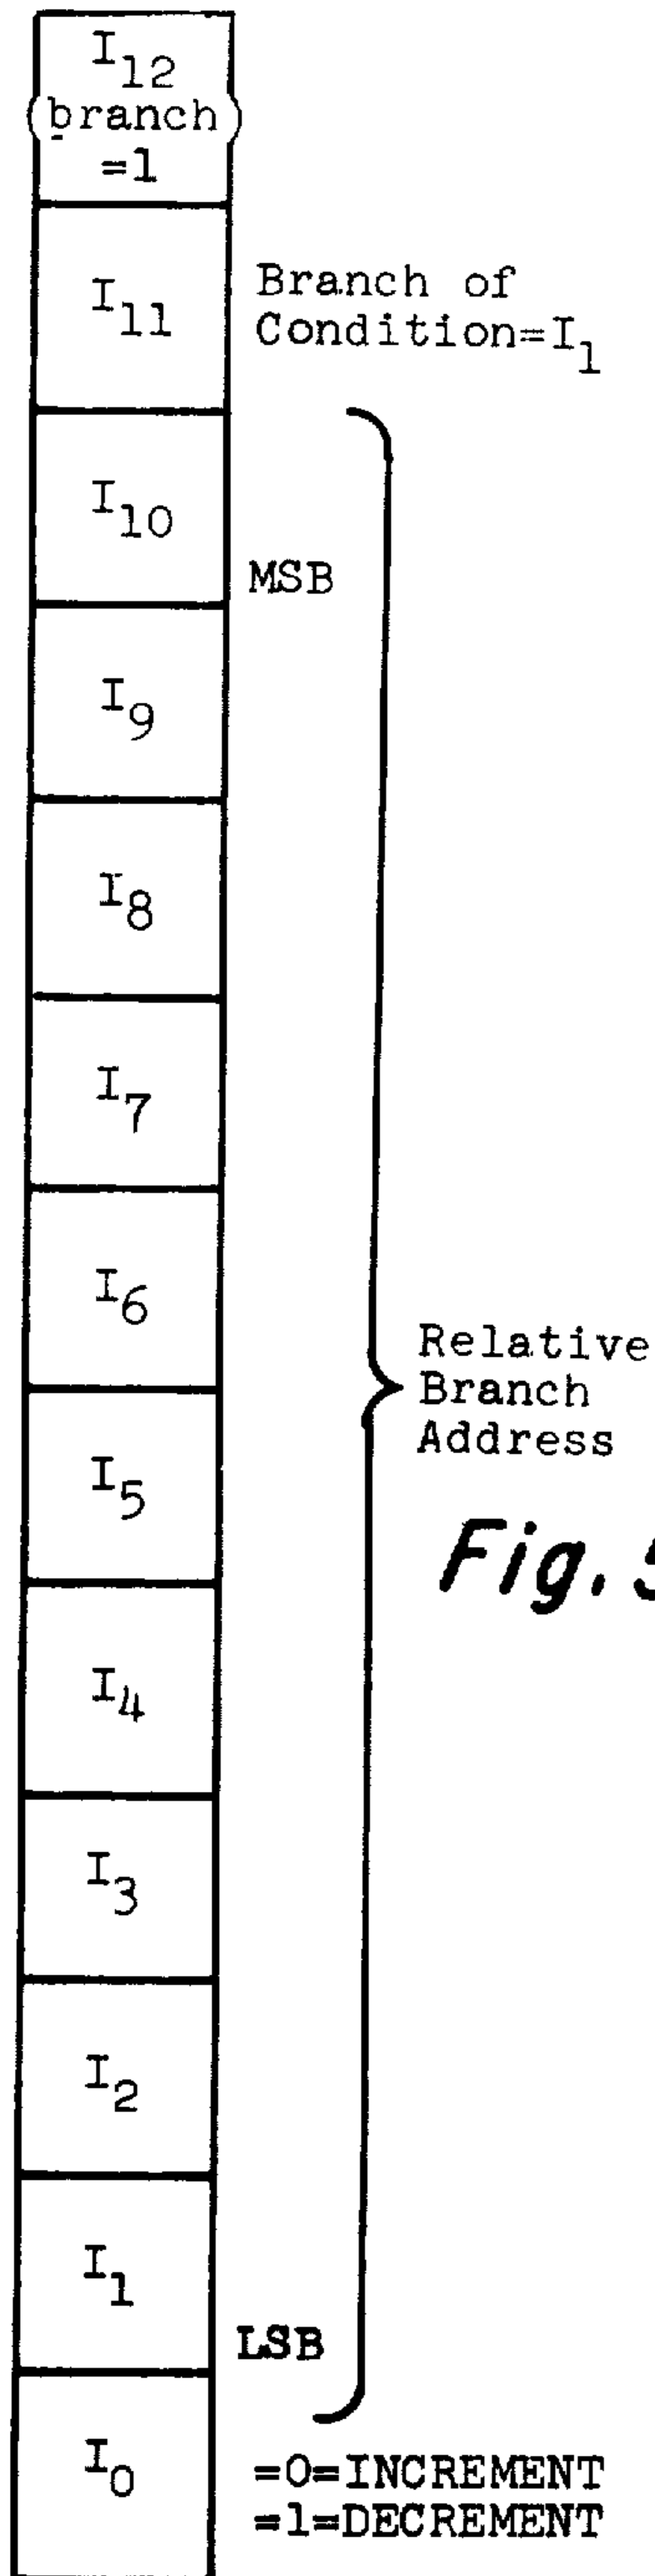 I12
(branch)
=1
I11
Branch of
Condition=I1
I10
MSB
I9
I8
I7
I6
Relative
Branch
Address
I5
Fig. 5
I4
I3
I2
I1
LSB
I0
=0=INCREMENT
=1=DECREMENT